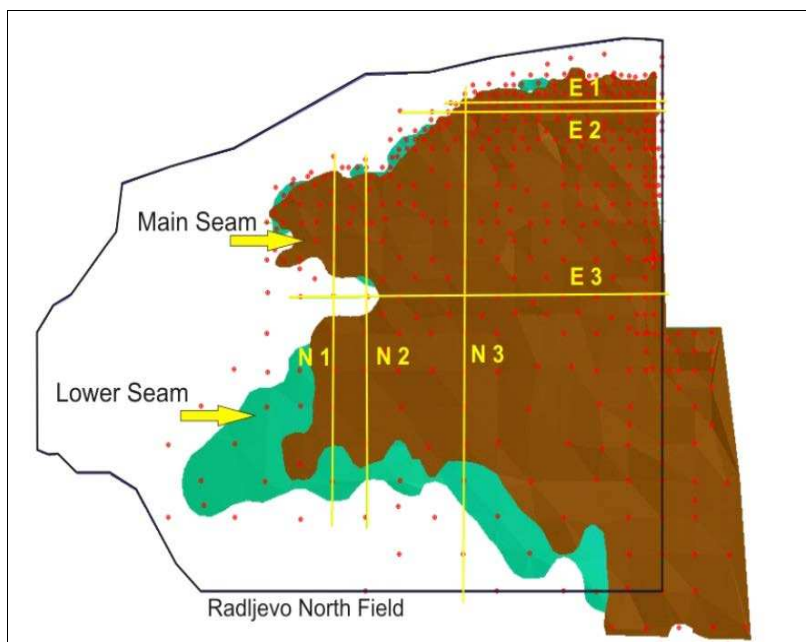 E 1
E 2
Main Seam
E 3
N 1
N 2
N 3
Lower Seam
Radljevo North Field